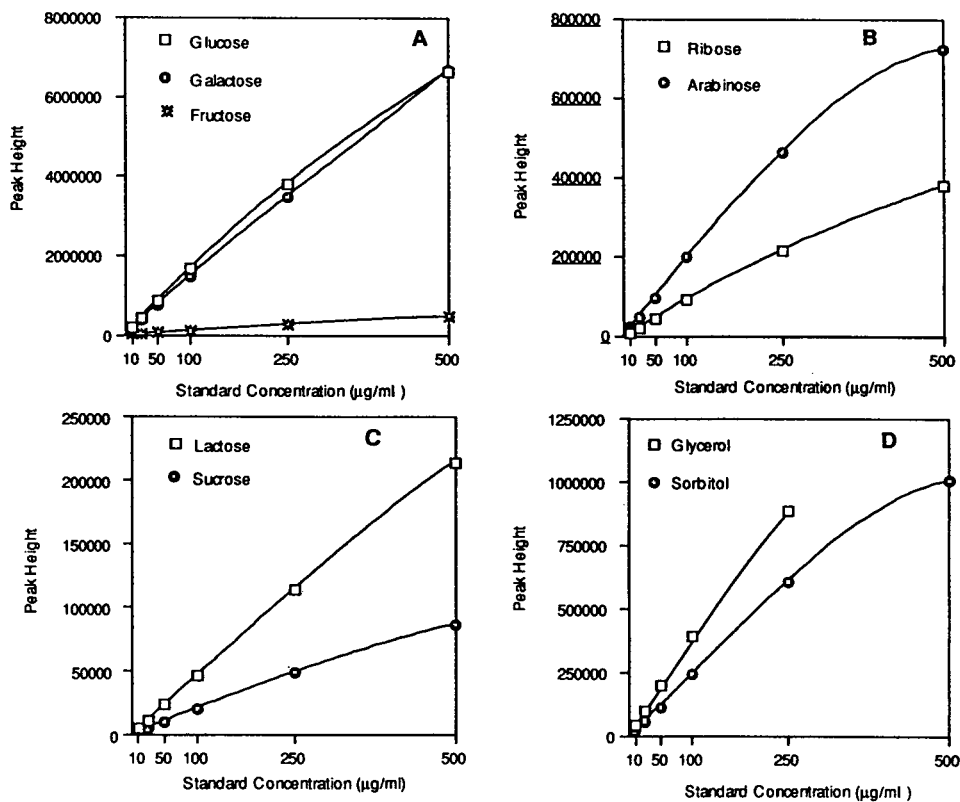 A
8000000
6000000
4000000
2000000
0
Peak Height
Glucose
Galactose
Fructose
10 50 100 250 500
Standard Concentration (µg/ml )
B
800000
600000
400000
200000
0
Peak Height
Ribose
Arabinose
10 50 100 250 500
Standard Concentration (µg/ml)
C
250000
200000
150000
100000
50000
0
Peak Height
Lactose
Sucrose
10 50 100 250 500
Standard Concentration (µg/ml)
D
1250000
1000000
750000
500000
250000
0
Peak Height
Glycerol
Sorbitol
10 50 100 250 500
Standard Concentration (µg/ml)